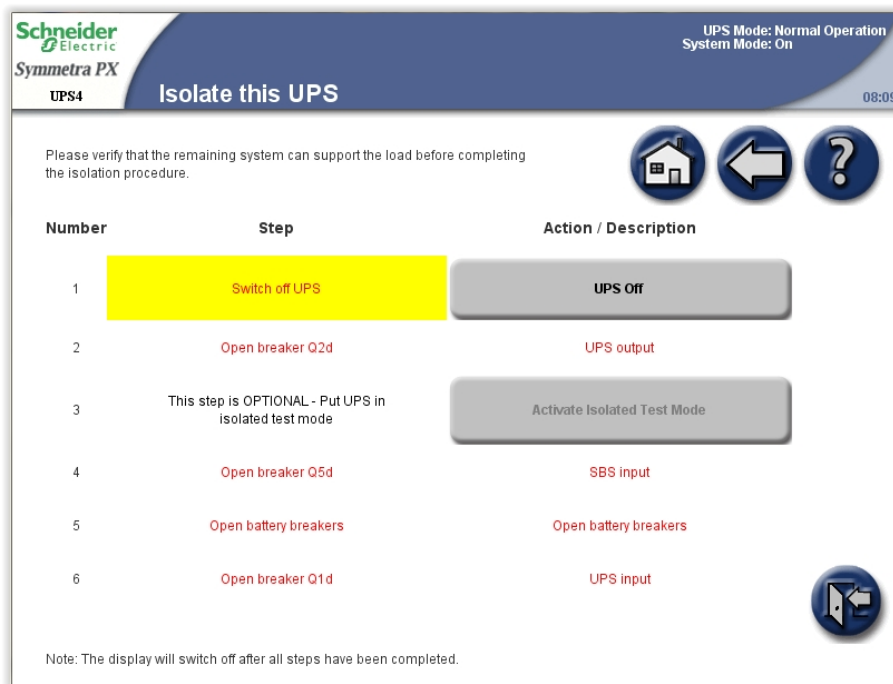 Schneider
Electric
Symmetra PX
UPS4
Isolate this UPS
UPS Mode: Normal Operation
System Mode: On
08:09
Please verify that the remaining system can support the load before completing
the isolation procedure.
?
Number Step Action / Description
1 Switch off UPS UPS Off
2 Open breaker Q2d UPS output
3 This step is OPTIONAL - Put UPS in
isolated test mode Activate Isolated Test Mode
4 Open breaker Q5d SBS input
5 Open battery breakers Open battery breakers
6 Open breaker Q1d UPS input
Note: The display will switch off after all steps have been completed.